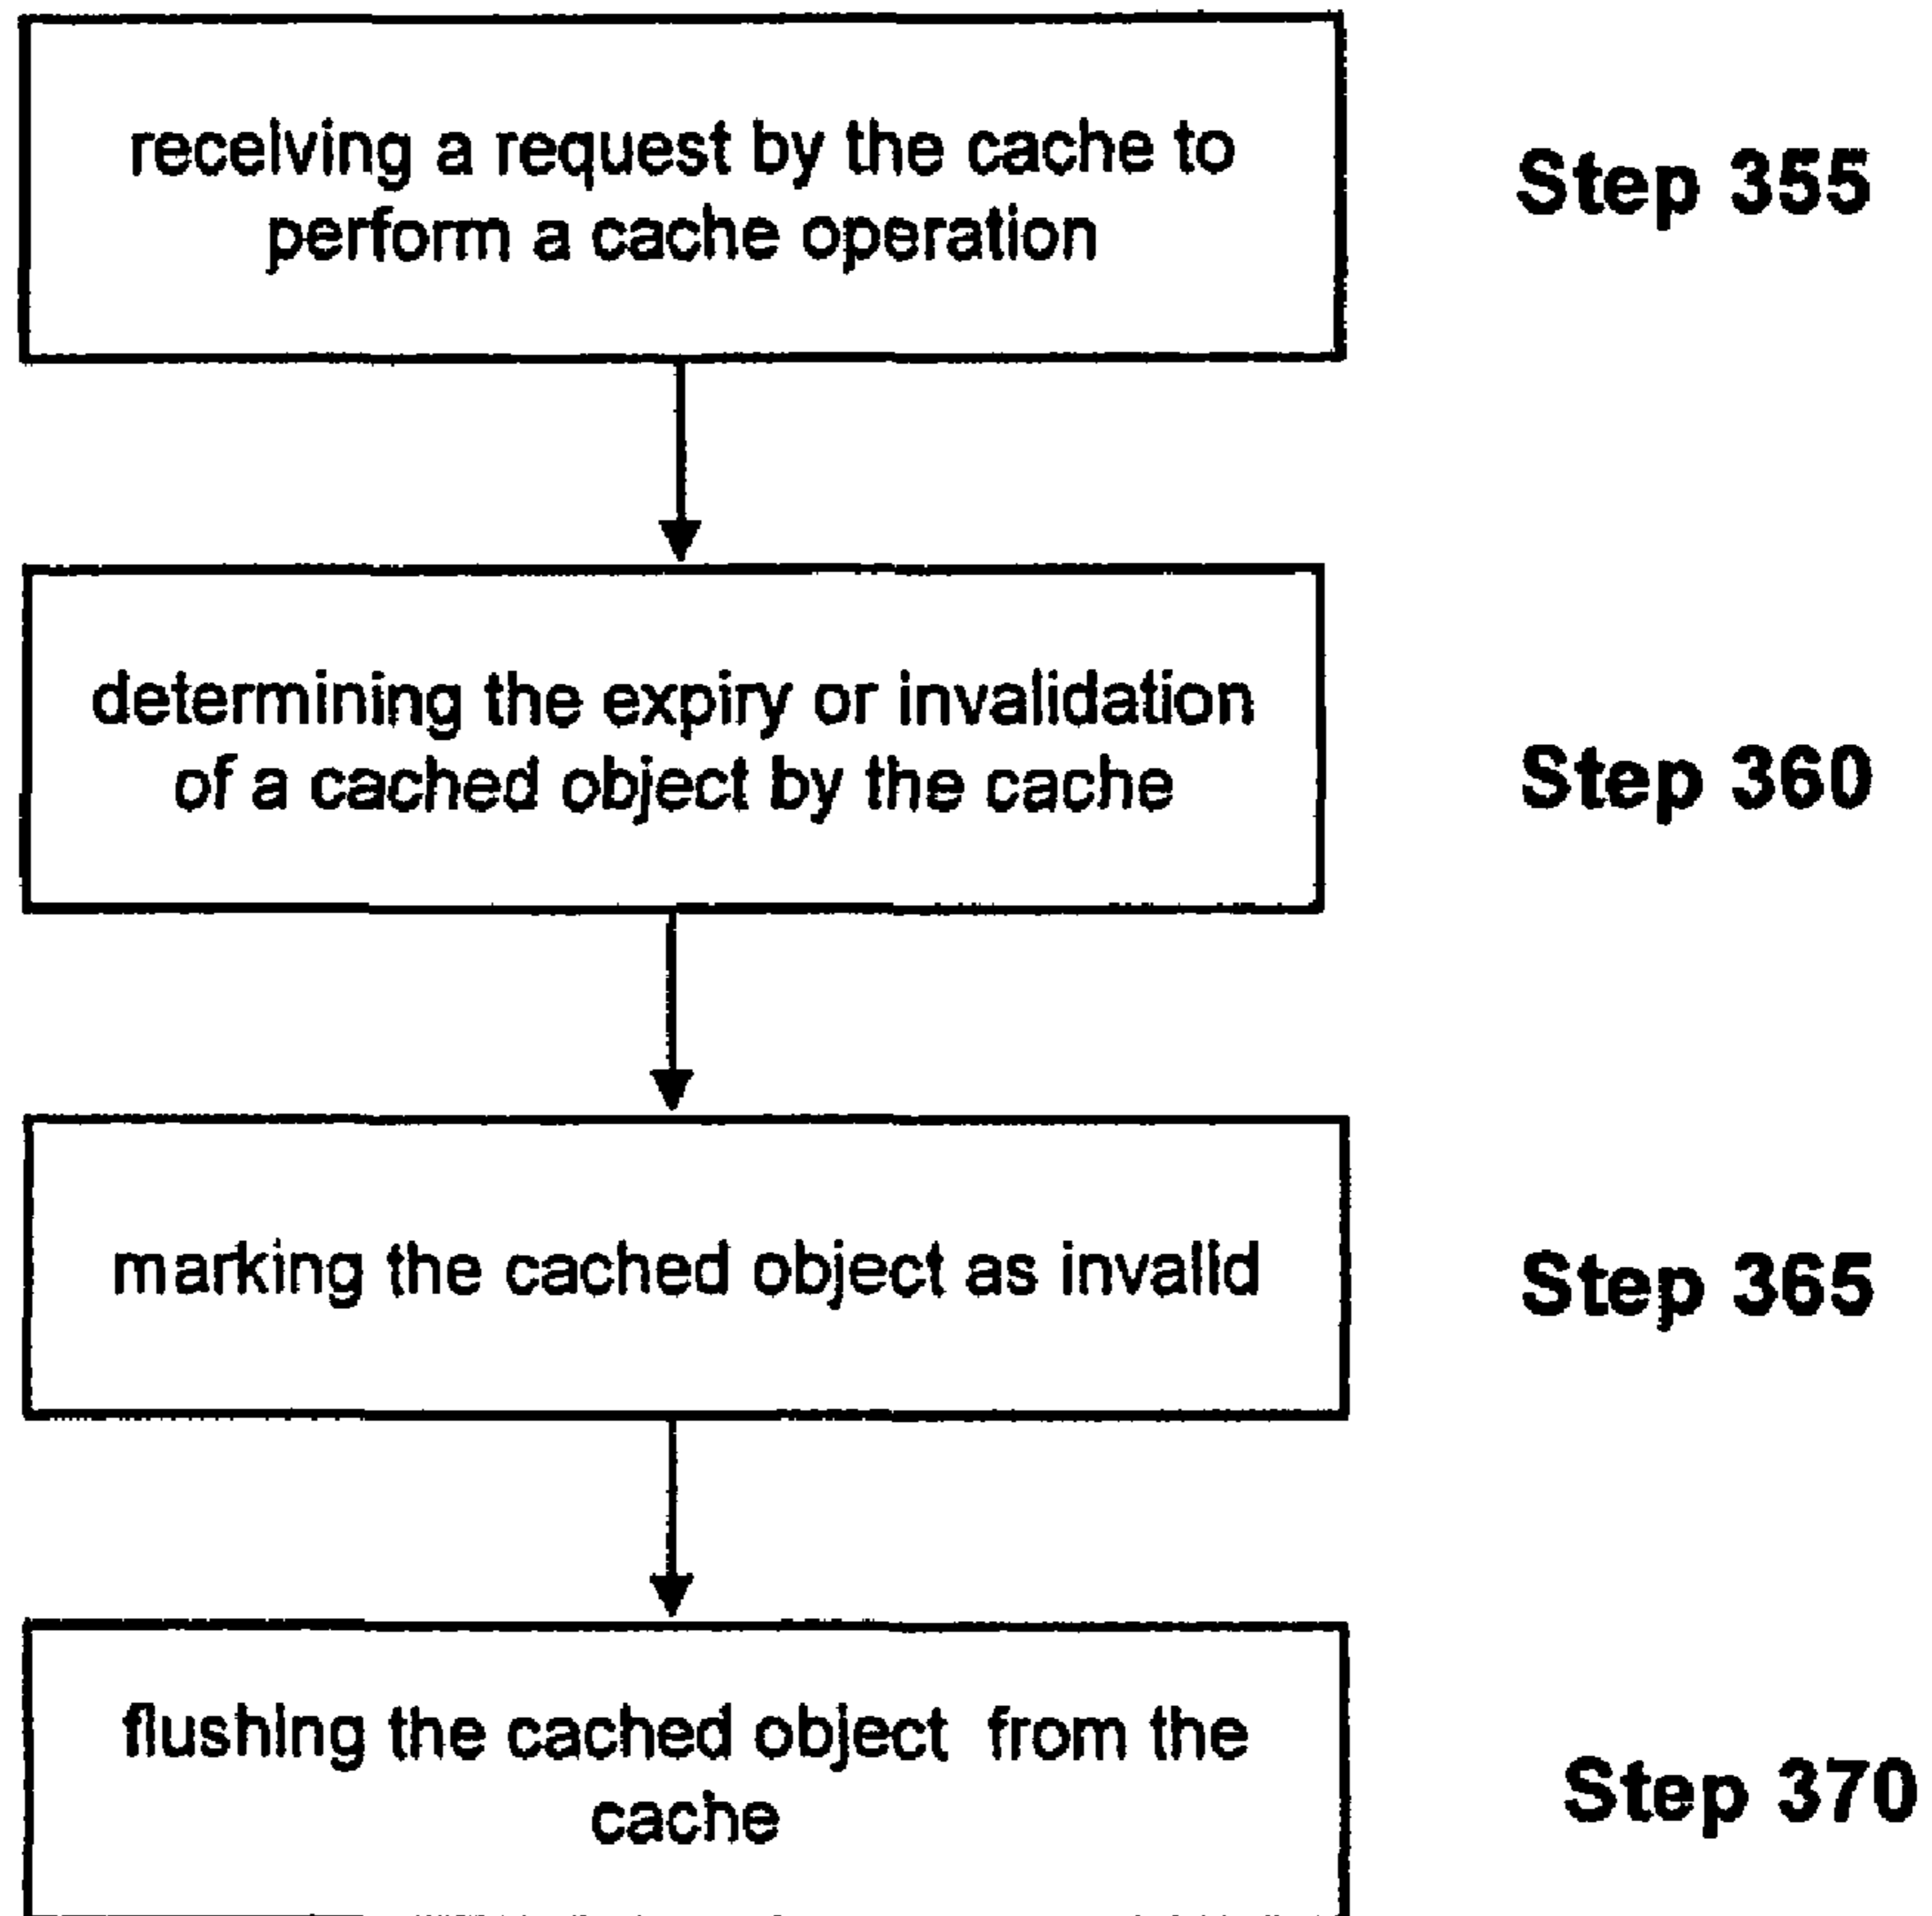 receiving a request by the cache to
perform a cache operation
Step 355
determining the expiry or invalidation
of a cached object by the cache
Step 360
marking the cached object as invalid
Step 365
flushing the cached object from the
cache
Step 370